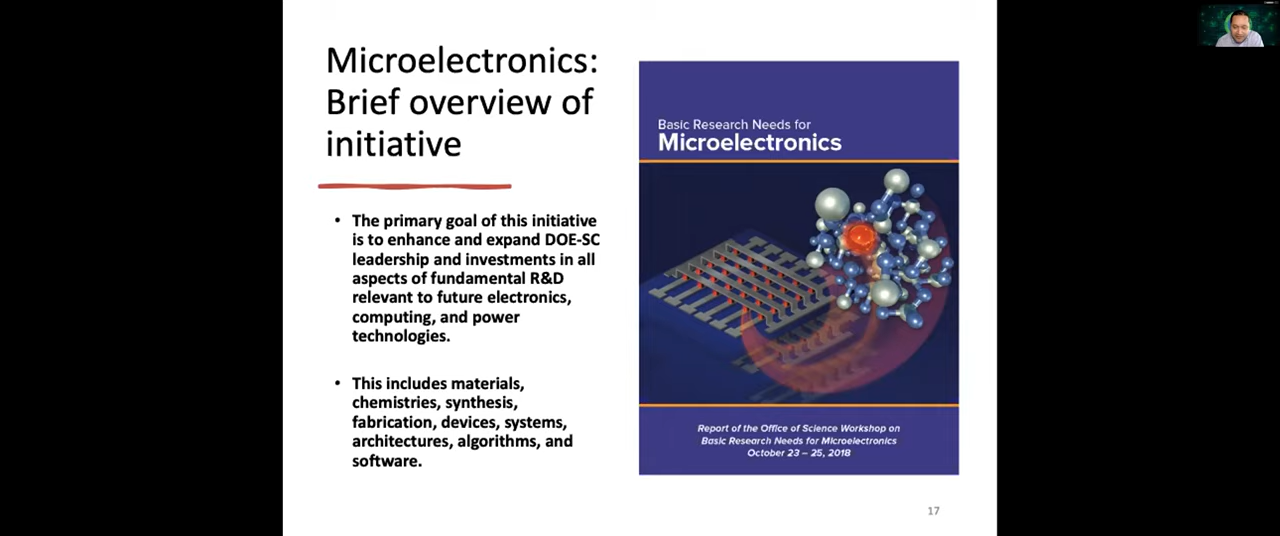 Microelectronics:
Brief overview of
initiative
• The primary goal of this initiative
is to enhance and expand DOE-SC
leadership and investments in all
aspects of fundamental R&D
relevant to future electronics,
computing, and power
technologies.
• This includes materials,
chemistries, synthesis,
fabrication, devices, systems,
architectures, algorithms, and
software.
Basic Research Needs for
Microelectronics
Report of the Office of Science Workshop on
Basic Research Needs for Microelectronics
October 23 – 25, 2018
17